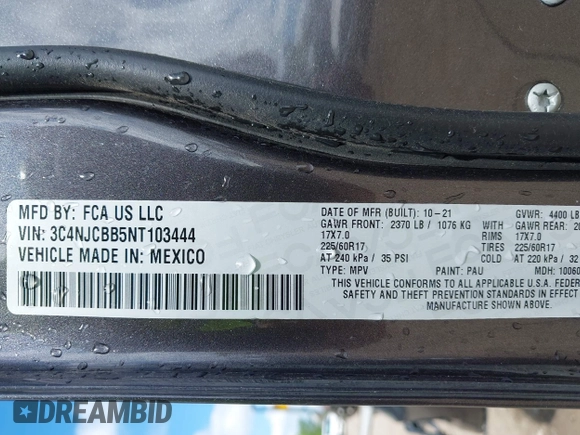 MFD BY: FCA US LLC
VIN: 3C4NJCBB5NT103444
VEHICLE MADE IN: MEXICO
DATE OF MFR (BUILT): 10-21 GVWR: 4400 LB
GAWR FRONT: 2370 LB / 1076 KG WITH GAWR REAR: 20
17X7.0 RIMS 17X7.0
225/60R17 225/60R17
AT 240 kPa / 35 PSI AT 220 kPa / 32
TYPE: MPV PAINT: PAU MDH: 10060
THIS VEHICLE CONFORMS TO ALL APPLICABLE U.S.A. FEDER
SAFETY AND THEFT PREVENTION STANDARDS IN EFFECT
MANUFACTURE SHOWN ABOVE.
DREAMBID